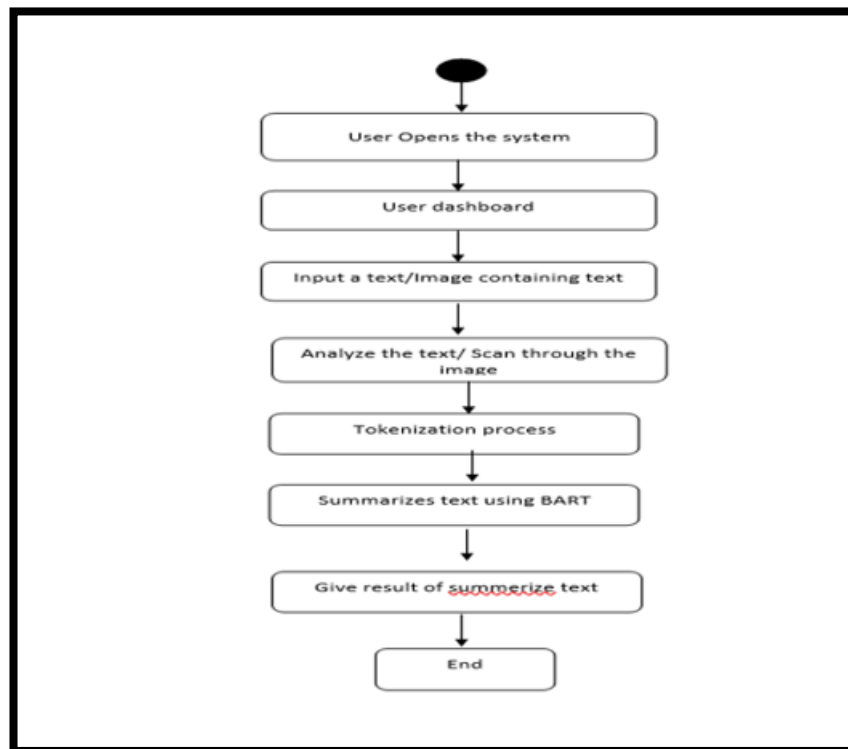 User Opens the system
User dashboard
Input a text/Image containing text
Analyze the text/ Scan through the
image
Tokenization process
Summarizes text using BART
Give result of summerize text
End